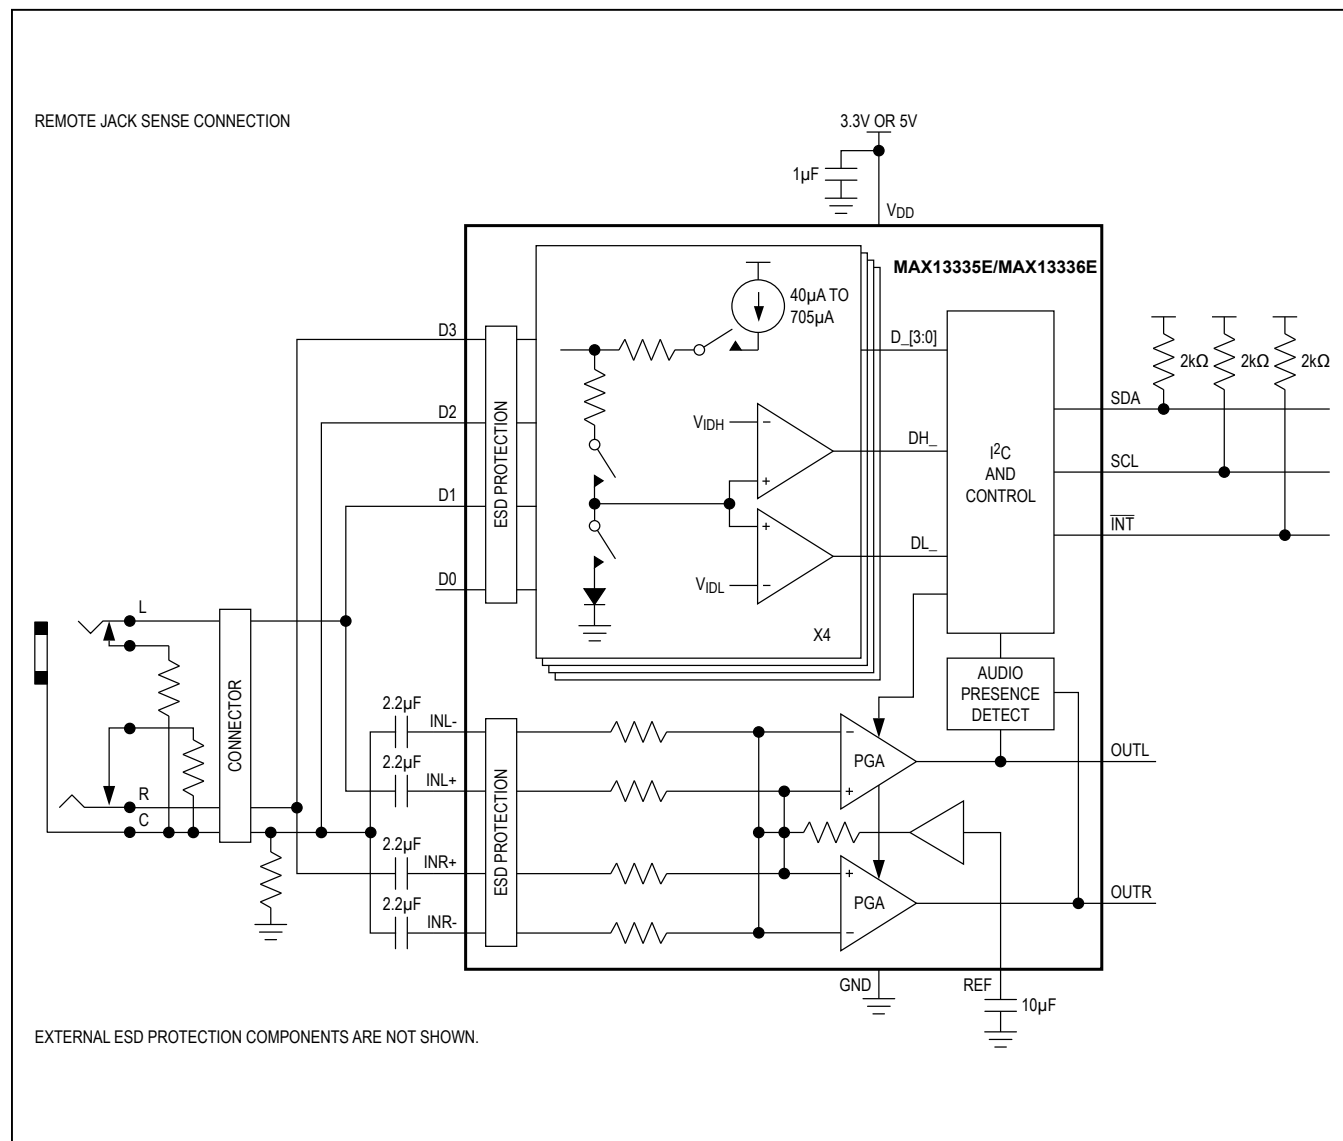 REMOTE JACK SENSE CONNECTION
3.3V OR 5V
1µF
VDD
MAX13335E/MAX13336E
40µA TO
705µA
D3
D_[3:0]
2kΩ
2kΩ
2kΩ
SDA
D2
VIDH
DH_
I²C
AND
CONTROL
SCL
ESD PROTECTION
D1
INT
DL_
VIDL
D0
L
X4
AUDIO
PRESENCE
DETECT
CONNECTOR
2.2µF
INL-
PGA
OUTL
2.2µF
INL+
R
C
ESD PROTECTION
2.2µF
INR+
PGA
OUTR
2.2µF
INR-
GND
REF
10µF
EXTERNAL ESD PROTECTION COMPONENTS ARE NOT SHOWN.